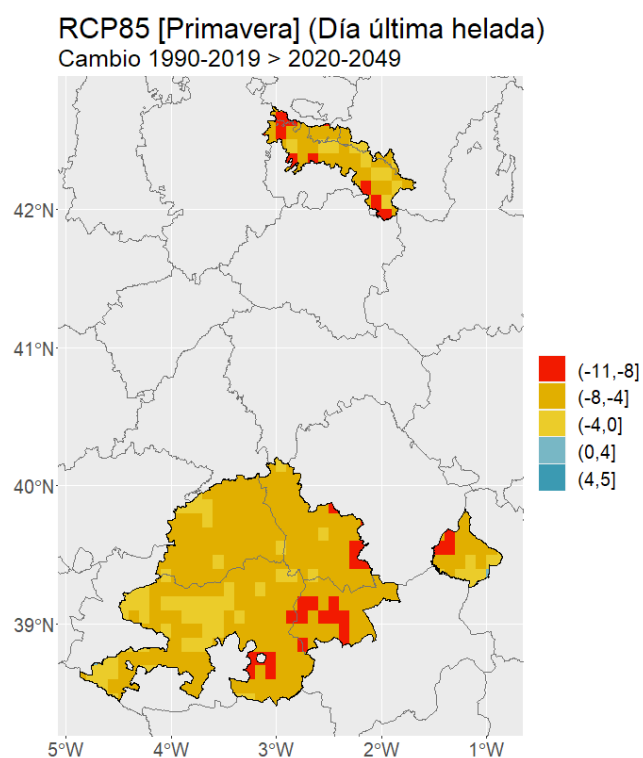 RCP85 [Primavera] (Día última helada)
Cambio 1990-2019 > 2020-2049
42°N
41°N
40°N
39°N
5°W 4°W 3°W 2°W 1°W
(-11,-8]
(-8,-4]
(-4,0]
(0,4]
(4,5]